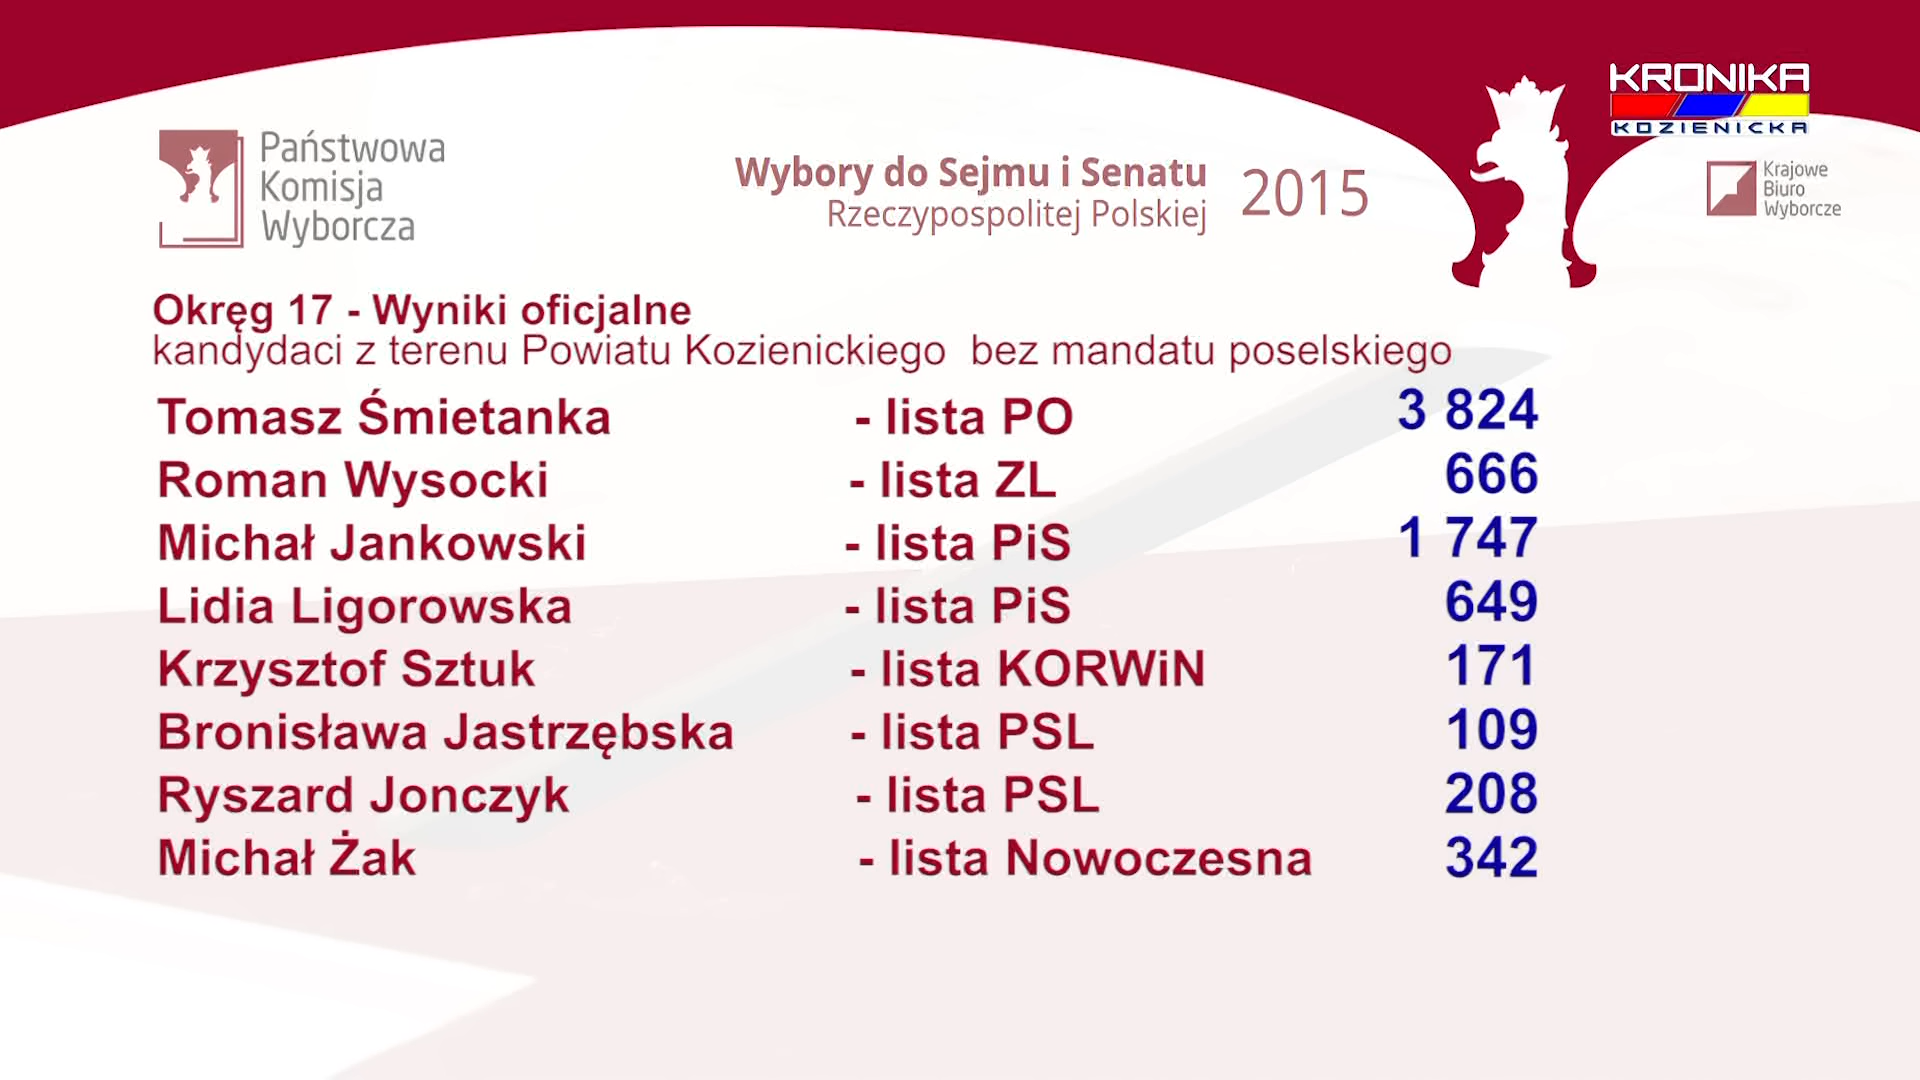 KRONIKA
KOZIENICKA
Państwowa
Komisja
Wyborcza
Wybory do Sejmu i Senatu
Rzeczypospolitej Polskiej
2015
Krajowe
Biuro
Wyborcze
Okręg 17 - Wyniki oficjalne
kandydaci z terenu Powiatu Kozienickiego bez mandatu poselskiego
Tomasz Śmietanka - lista PO 3 824
Roman Wysocki - lista ZL 666
Michał Jankowski - lista PiS 1 747
Lidia Ligorowska - lista PiS 649
Krzysztof Sztuk - lista KORWiN 171
Bronisława Jastrzębska - lista PSL 109
Ryszard Jonczyk - lista PSL 208
Michał Żak - lista Nowoczesna 342